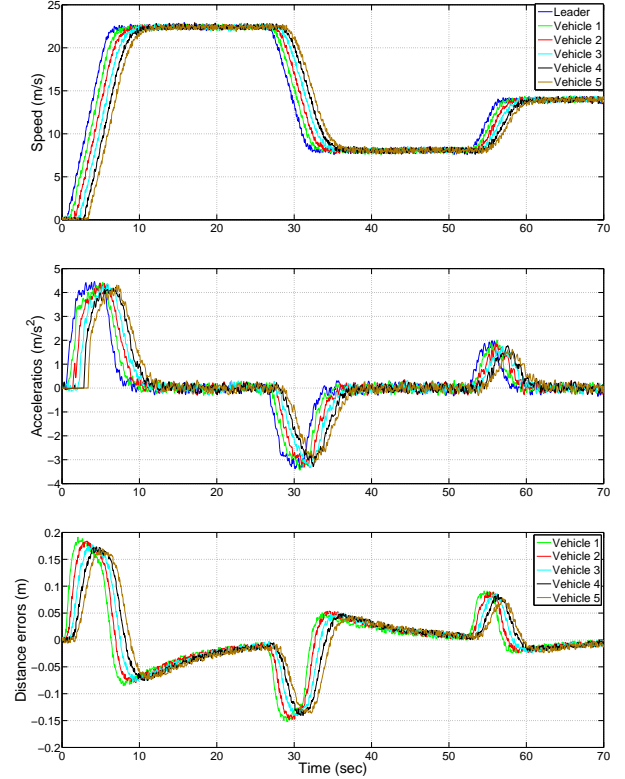 25
20
15
10
5
0
Speed (m/s)
Leader
Vehicle 1
Vehicle 2
Vehicle 3
Vehicle 4
Vehicle 5
0 10 20 30 40 50 60 70
5
4
3
2
1
0
−1
−2
−3
−4
Acceleratios (m/s²)
0 10 20 30 40 50 60 70
0.2
0.15
0.1
0.05
0
−0.05
−0.1
−0.15
−0.2
Distance errors (m)
Vehicle 1
Vehicle 2
Vehicle 3
Vehicle 4
Vehicle 5
0 10 20 30 40 50 60 70
Time (sec)